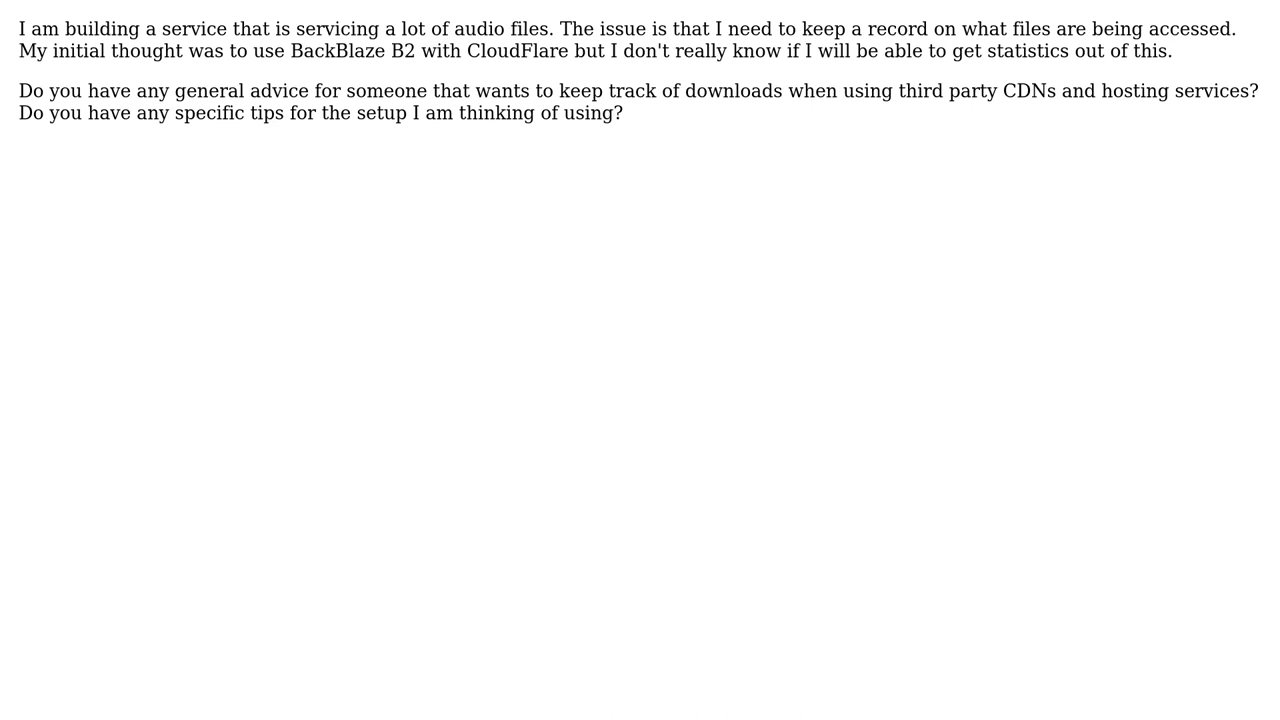 I am building a service that is servicing a lot of audio files. The issue is that I need to keep a record on what files are being accessed.
My initial thought was to use BackBlaze B2 with CloudFlare but I don't really know if I will be able to get statistics out of this.
Do you have any general advice for someone that wants to keep track of downloads when using third party CDNs and hosting services?
Do you have any specific tips for the setup I am thinking of using?